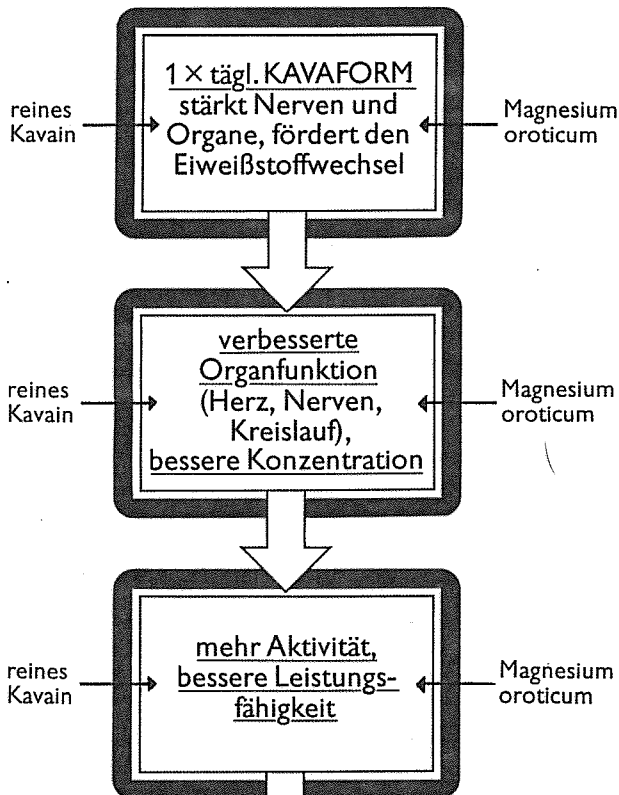 1 × tägl. KAVAFORM
stärkt Nerven und
Organe, fördert den
Eiweißstoffwechsel
reines
Kavain
Magnesium
oroticum
verbesserte
Organfunktion
(Herz, Nerven,
Kreislauf),
bessere Konzentration
reines
Kavain
Magnesium
oroticum
mehr Aktivität,
bessere Leistungs-
fähigkeit
reines
Kavain
Magnesium
oroticum